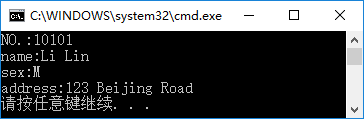 C:\WINDOWS\system32\cmd.exe
NO.:10101
name:Li Lin
sex:M
address:123 Beijing Road
请按任意键继续. . .